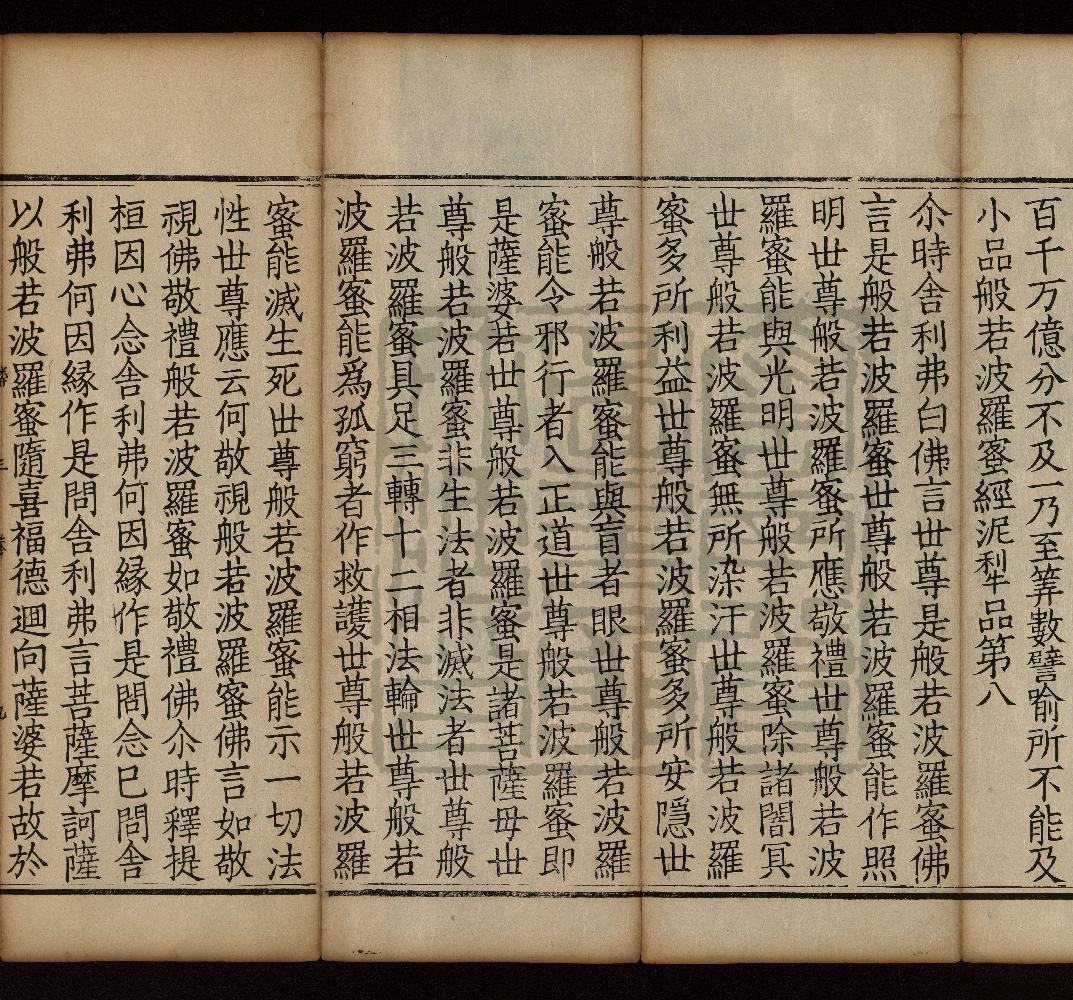 百千万億分不及一乃至筭數譬喻所不能及
小品般若波羅蜜經泥犁品第八
尒時舍利弗白佛言世尊是般若波羅蜜佛
言是般若波羅蜜世尊般若波羅蜜能作照
明世尊般若波羅蜜所應敬禮世尊般若波
羅蜜能與光明世尊般若波羅蜜除諸闇冥
世尊般若波羅蜜無所染汙世尊般若波羅
蜜多所利益世尊般若波羅蜜多所安隱世
尊般若波羅蜜能與盲者眼世尊般若波羅
蜜能令邪行者入正道世尊般若波羅蜜即
是薩婆若世尊般若波羅蜜是諸菩薩母世
尊般若波羅蜜非生法者非滅法者世尊般
若波羅蜜具足三轉十二相法輪世尊般若
波羅蜜能爲孤窮者作救護世尊般若波羅
蜜能滅生死世尊般若波羅蜜能示一切法
性世尊應云何敬視般若波羅蜜佛言如敬
視佛敬禮般若波羅蜜如敬禮佛尒時釋提
桓因心念舍利弗何因緣作是問念已問舍
利弗何因緣作是問舍利弗言菩薩摩訶薩
以般若波羅蜜隨喜福德迴向薩婆若故於